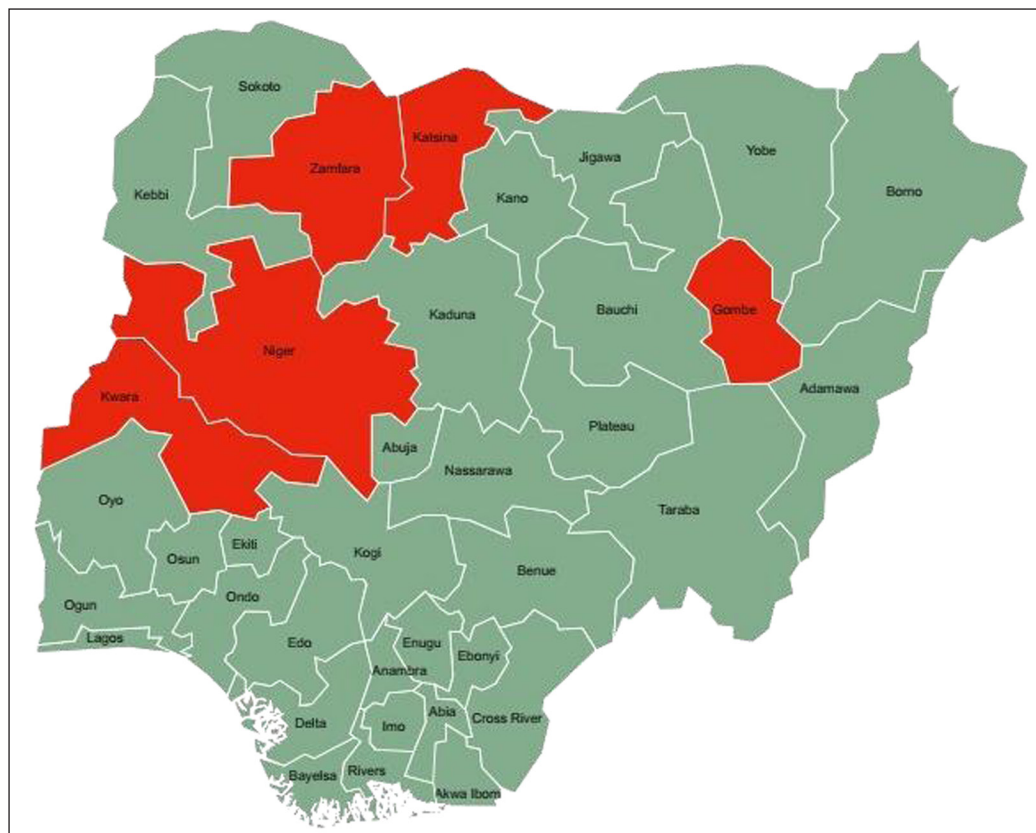 Sokoto
Katsina
Zamfara
Jigawa
Yobe
Borno
Kebbi
Kano
Kaduna
Bauchi
Gombe
Niger
Adamawa
Kwara
Plateau
Abuja
Nassarawa
Oyo
Taraba
Ekiti
Kogi
Osun
Benue
Ogun
Ondo
Lagos
Edo
Enugu
Ebonyi
Anambra
Abia
Cross River
Delta
Imo
Bayelsa
Rivers
Akwa Ibom